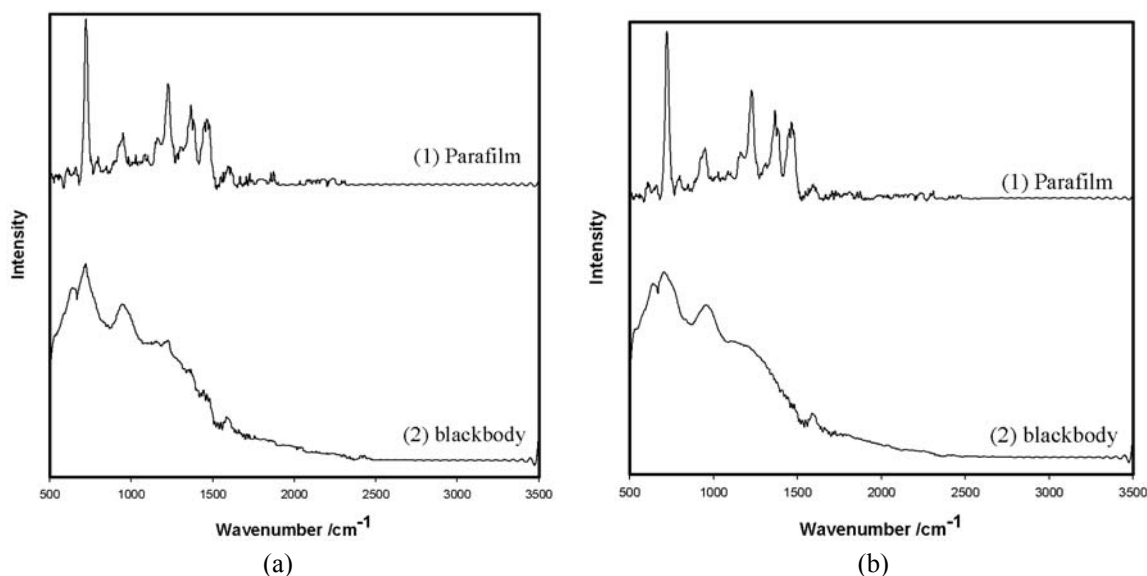 Intensity
(1) Parafilm
(2) blackbody
500 1000 1500 2000 2500 3000 3500
Wavenumber /cm-1
(a)
Intensity
(1) Parafilm
(2) blackbody
500 1000 1500 2000 2500 3000 3500
Wavenumber /cm-1
(b)